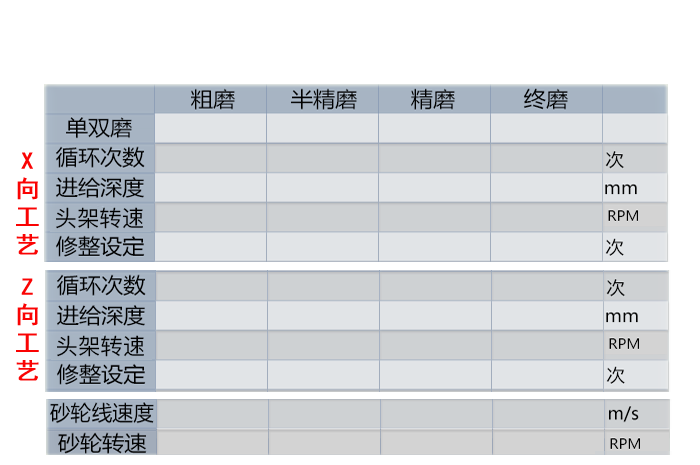 粗磨 半精磨 精磨 终磨
单双磨
X向工艺
循环次数 次
进给深度 mm
头架转速 RPM
修整设定 次
Z向工艺
循环次数 次
进给深度 mm
头架转速 RPM
修整设定 次
砂轮线速度 m/s
砂轮转速 RPM